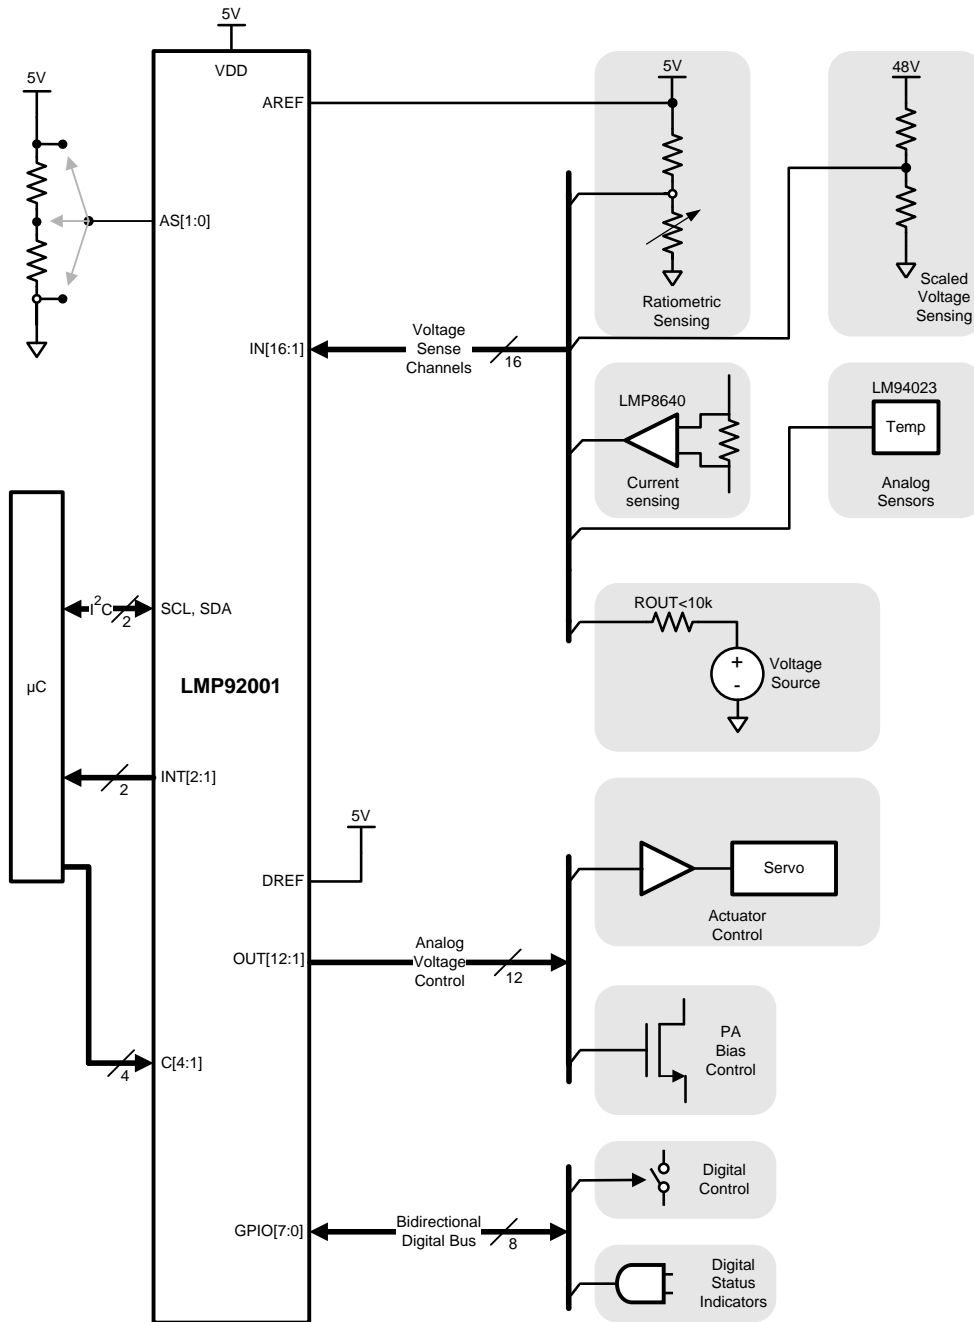 5V
VDD
5V
AREF
AS[1:0]
5V
Ratiometric
Sensing
48V
Scaled
Voltage
Sensing
IN[16:1]
Voltage
Sense
Channels
16
LMP8640
Current
sensing
LM94023
Temp
Analog
Sensors
µC
I²C
2
SCL, SDA
LMP92001
ROUT<10k
+
-
Voltage
Source
2
INT[2:1]
5V
DREF
Servo
Actuator
Control
OUT[12:1]
Analog
Voltage
Control
12
PA
Bias
Control
4
C[4:1]
Digital
Control
GPIO[7:0]
Bidirectional
Digital Bus
8
Digital
Status
Indicators